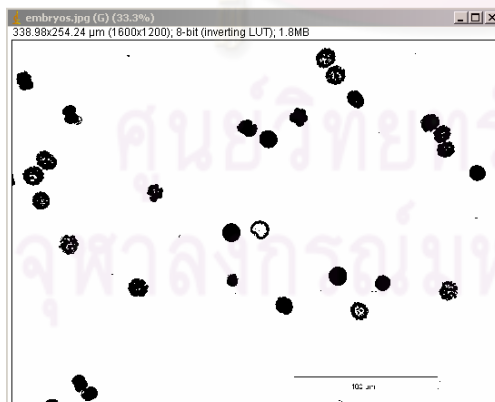 embryos.jpg (G) (33.3%)
338.98x254.24 µm (1600x1200); 8-bit (inverting LUT); 1.8MB
100 µm